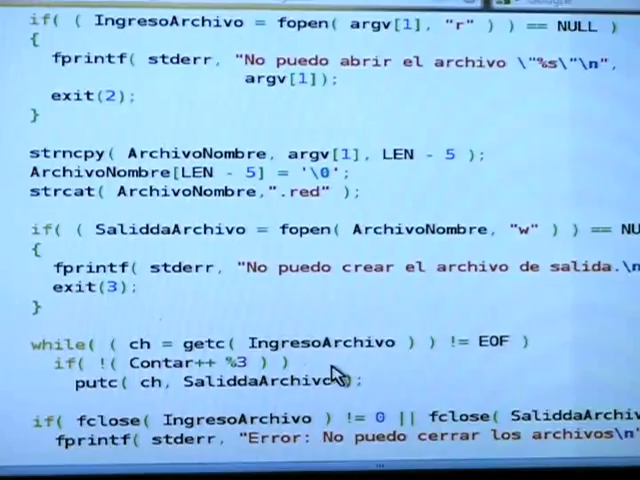 if( ( IngresoArchivo = fopen( argv[1], "r" ) ) == NULL )
{
fprintf( stderr, "No puedo abrir el archivo \"%s\"\n",
argv[1]);
exit(2);
}
strncpy( ArchivoNombre, argv[1], LEN - 5 );
ArchivoNombre[LEN - 5] = '\0';
strcat( ArchivoNombre,".red" );
if( ( SaliddaArchivo = fopen( ArchivoNombre, "w" ) ) == NU
{
fprintf( stderr, "No puedo crear el archivo de salida.\n
exit(3);
}
while( ( ch = getc( IngresoArchivo ) ) != EOF )
if( !( Contar++ %3 ) )
putc( ch, SaliddaArchivo );
if( fclose( IngresoArchivo ) != 0 || fclose( SaliddaArchiv
fprintf( stderr, "Error: No puedo cerrar los archivos\n"